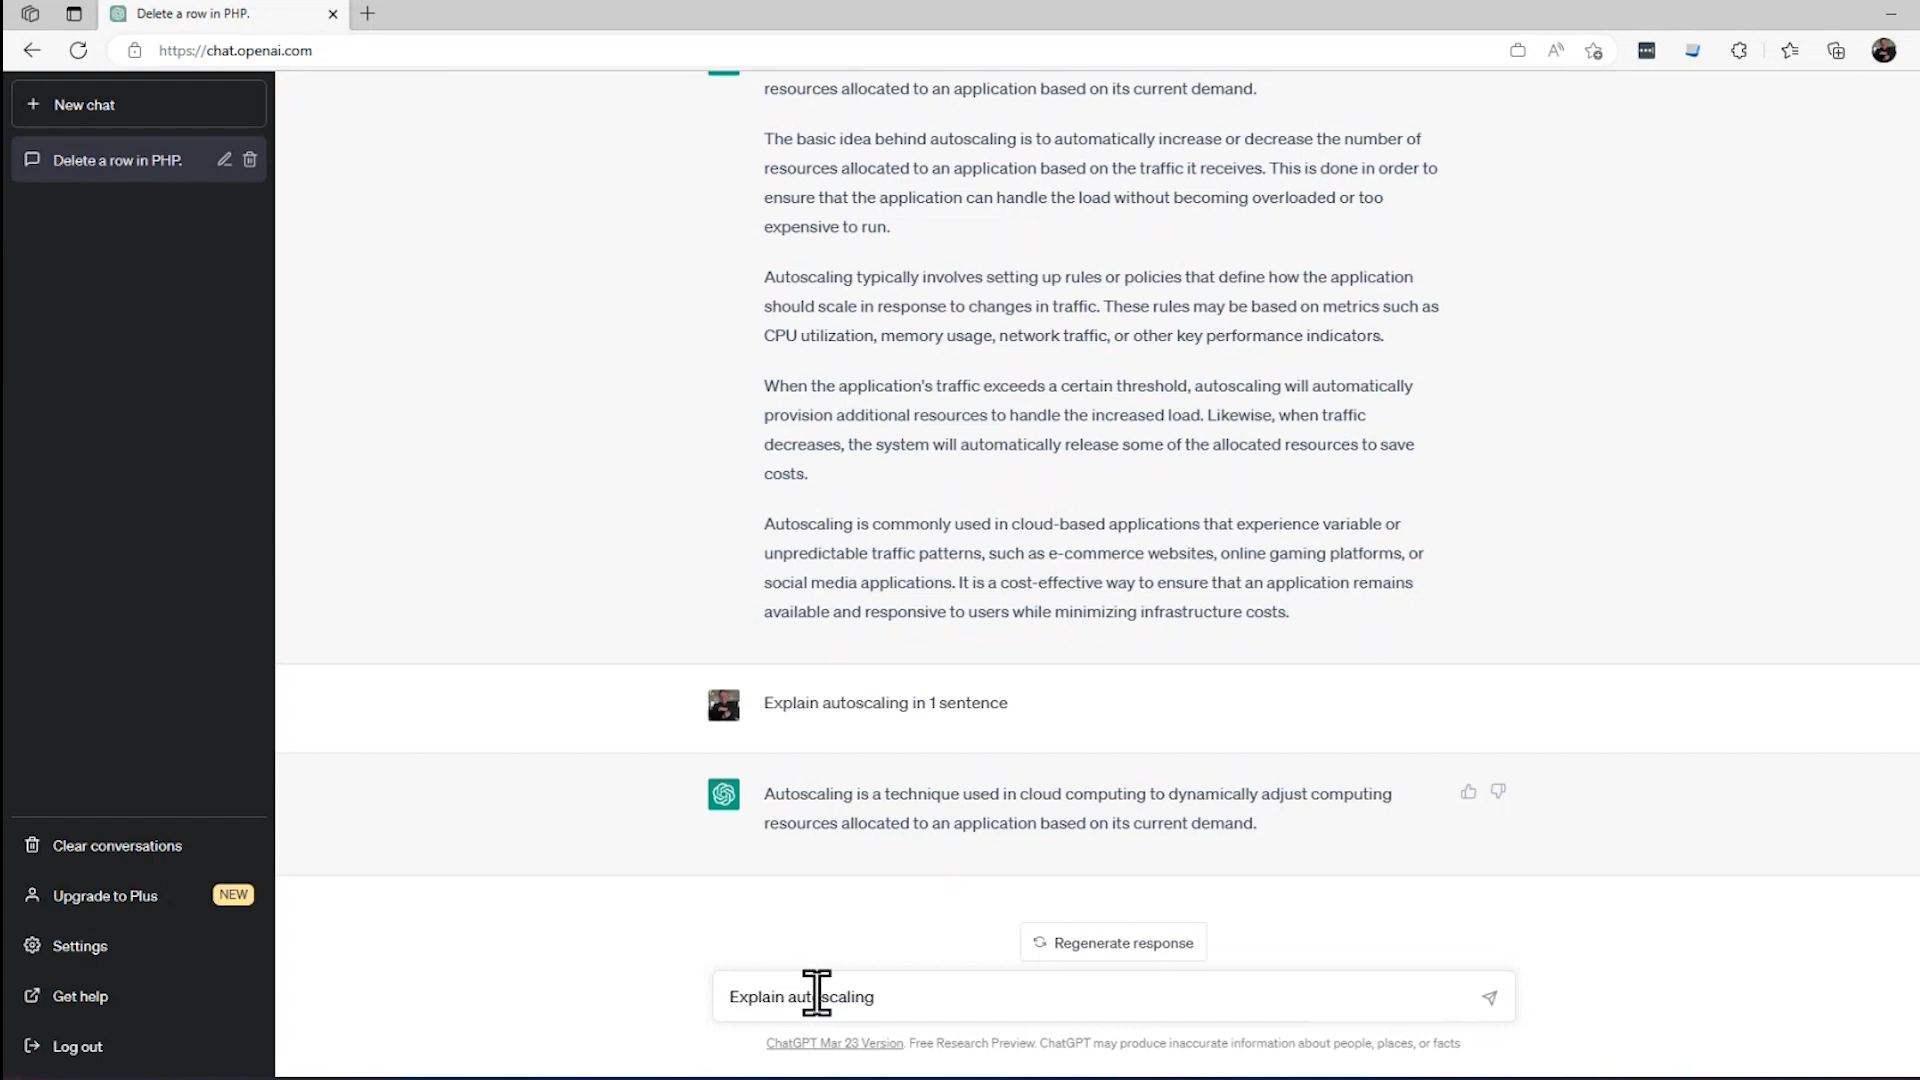 Delete a row in PHP.
https://chat.openai.com
New chat
Delete a row in PHP.
resources allocated to an application based on its current demand.
The basic idea behind autoscaling is to automatically increase or decrease the number of
resources allocated to an application based on the traffic it receives. This is done in order to
ensure that the application can handle the load without becoming overloaded or too
expensive to run.
Autoscaling typically involves setting up rules or policies that define how the application
should scale in response to changes in traffic. These rules may be based on metrics such as
CPU utilization, memory usage, network traffic, or other key performance indicators.
When the application's traffic exceeds a certain threshold, autoscaling will automatically
provision additional resources to handle the increased load. Likewise, when traffic
decreases, the system will automatically release some of the allocated resources to save
costs.
Autoscaling is commonly used in cloud-based applications that experience variable or
unpredictable traffic patterns, such as e-commerce websites, online gaming platforms, or
social media applications. It is a cost-effective way to ensure that an application remains
available and responsive to users while minimizing infrastructure costs.
Explain autoscaling in 1 sentence
Autoscaling is a technique used in cloud computing to dynamically adjust computing
resources allocated to an application based on its current demand.
Clear conversations
Upgrade to Plus NEW
Settings
Get help
Log out
Regenerate response
Explain autoscaling
ChatGPT Mar 23 Version. Free Research Preview. ChatGPT may produce inaccurate information about people, places, or facts